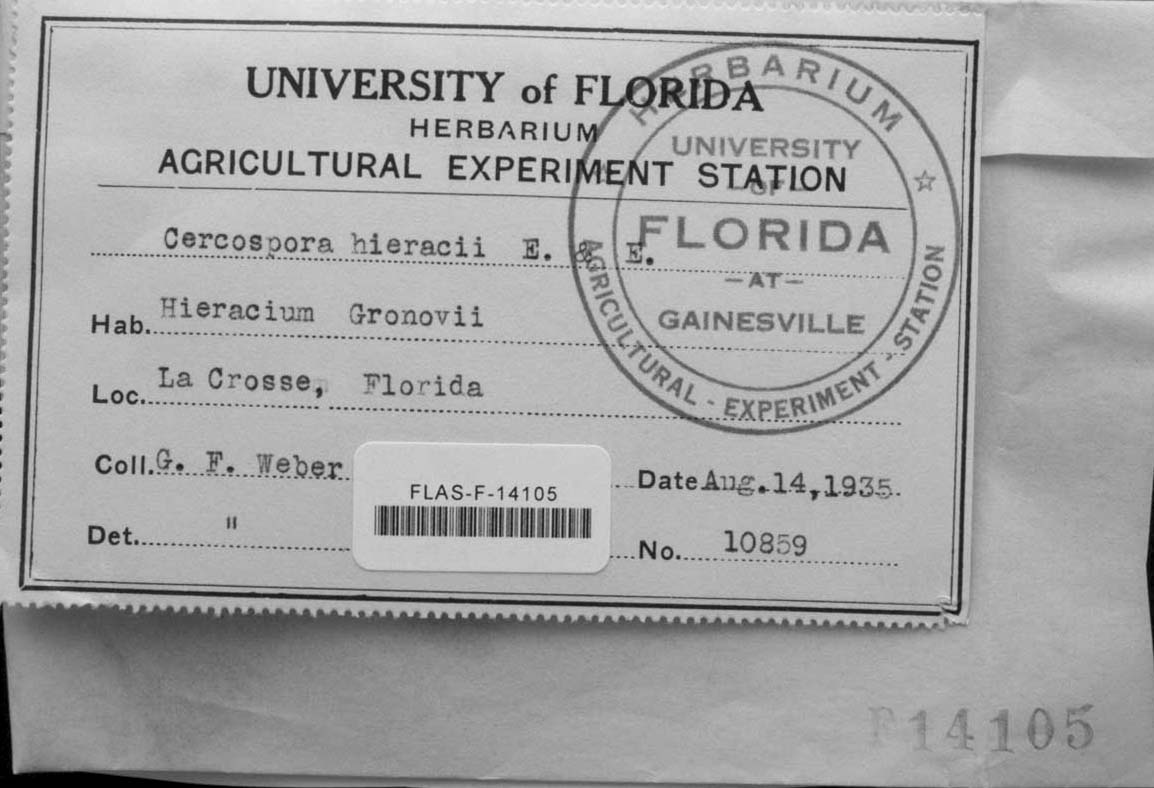 UNIVERSITY of FLORIDA
HERBARIUM
AGRICULTURAL EXPERIMENT STATION
Cercospora hieracii E. & E.
Hab. Hieracium Gronovii
Loc. La Crosse, Florida
Coll. G. F. Weber Date Aug. 14, 1935.
Det. " No. 10859
FLAS-F-14105
HERBARIUM
UNIVERSITY
- OF -
FLORIDA
- AT -
GAINESVILLE
☆ AGRICULTURAL - EXPERIMENT - STATION
F14105